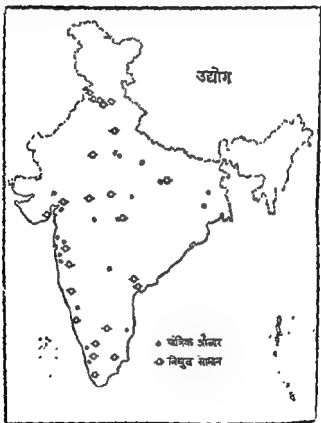 उद्योग
यांत्रिक औजार
विद्युत सामान